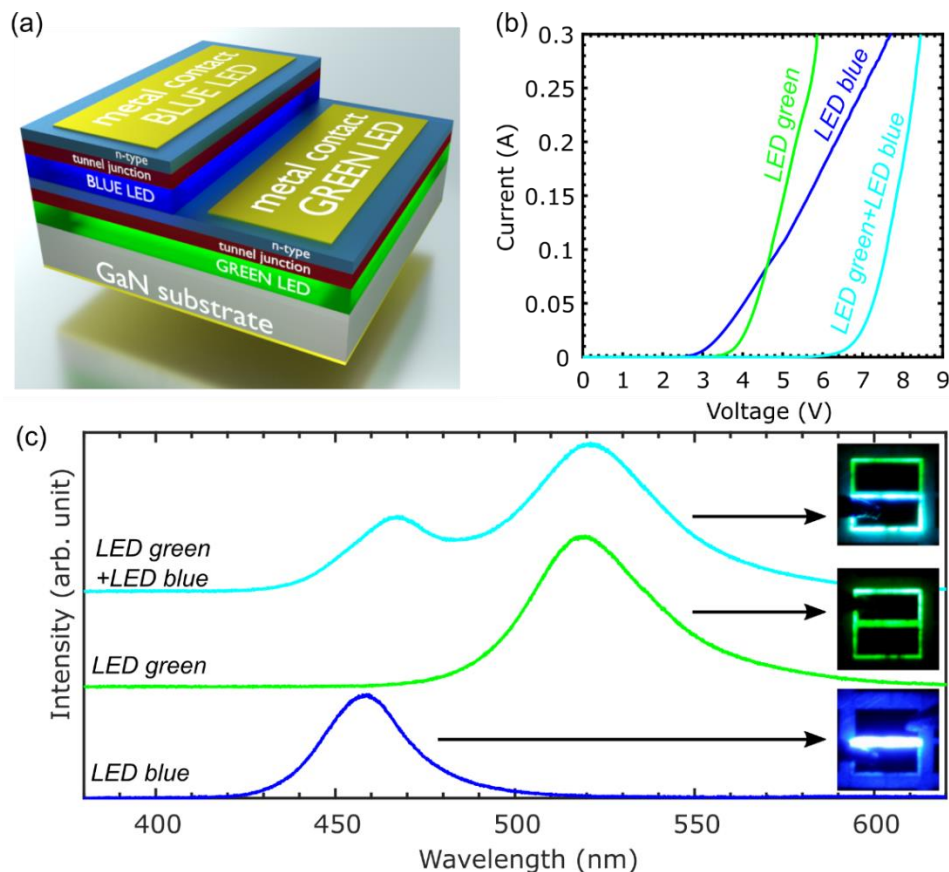 (a)
metal contact
BLUE LED
n-type
tunnel junction
BLUE LED
metal contact
GREEN LED
n-type
tunnel junction
GREEN LED
GaN substrate
(b)
0.3
0.25
0.2
0.15
0.1
0.05
0
Current (A)
LED green
LED blue
LED green+LED blue
0 1 2 3 4 5 6 7 8 9
Voltage (V)
(c)
Intensity (arb. unit)
LED green
+LED blue
LED green
LED blue
400 450 500 550 600
Wavelength (nm)